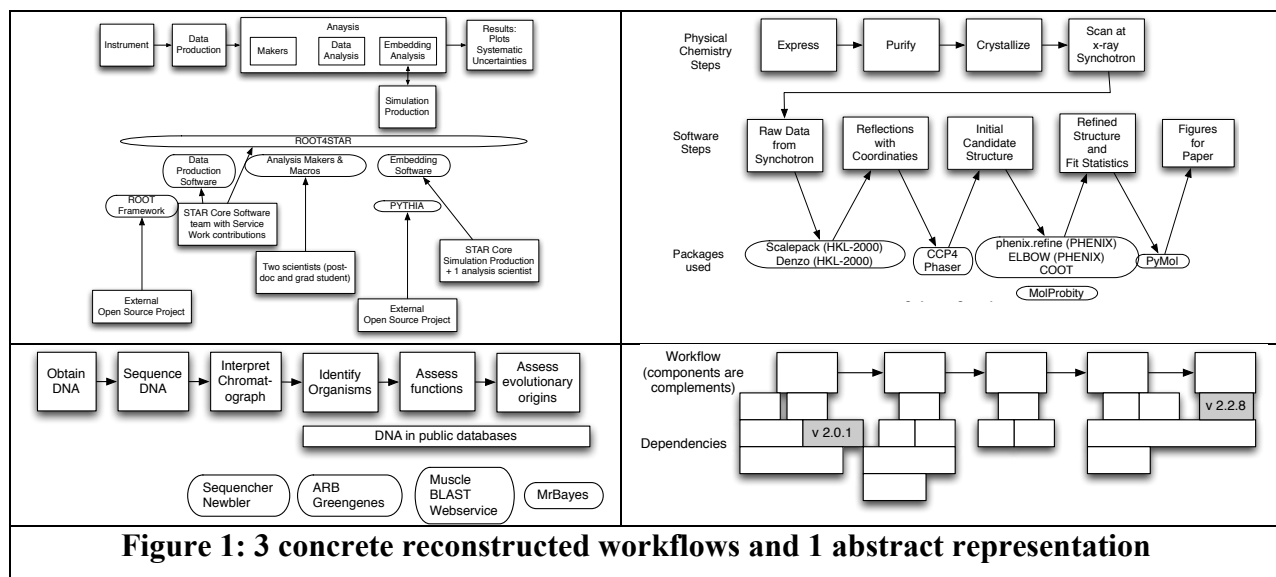 Anaysis
Instrument
Data
Production
Makers
Data
Analysis
Embedding
Analysis
Results:
Plots
Systematic
Uncertainties
Simulation
Production
ROOT4STAR
Data
Production
Software
Analysis Makers &
Macros
Embedding
Software
ROOT
Framework
STAR Core Software
team with Service
Work contributions
PYTHIA
Two scientists (post-
doc and grad student)
STAR Core
Simulation Production
+ 1 analysis scientist
External
Open Source Project
External
Open Source Project
Physical
Chemistry
Steps
Express
Purify
Crystallize
Scan at
x-ray
Synchotron
Software
Steps
Raw Data
from
Synchotron
Reflections
with
Coordinaties
Initial
Candidate
Structure
Refined
Structure
and
Fit Statistics
Figures
for
Paper
Packages
used
Scalepack (HKL-2000)
Denzo (HKL-2000)
CCP4
Phaser
phenix.refine (PHENIX)
ELBOW (PHENIX)
COOT
PyMol
MolProbity
Obtain
DNA
Sequence
DNA
Interpret
Chromat-
ograph
Identify
Organisms
Assess
functions
Assess
evolutionary
origins
DNA in public databases
Sequencher
Newbler
ARB
Greengenes
Muscle
BLAST
Webservice
MrBayes
Workflow
(components are
complements)
Dependencies
v 2.0.1
v 2.2.8
Figure 1: 3 concrete reconstructed workflows and 1 abstract representation